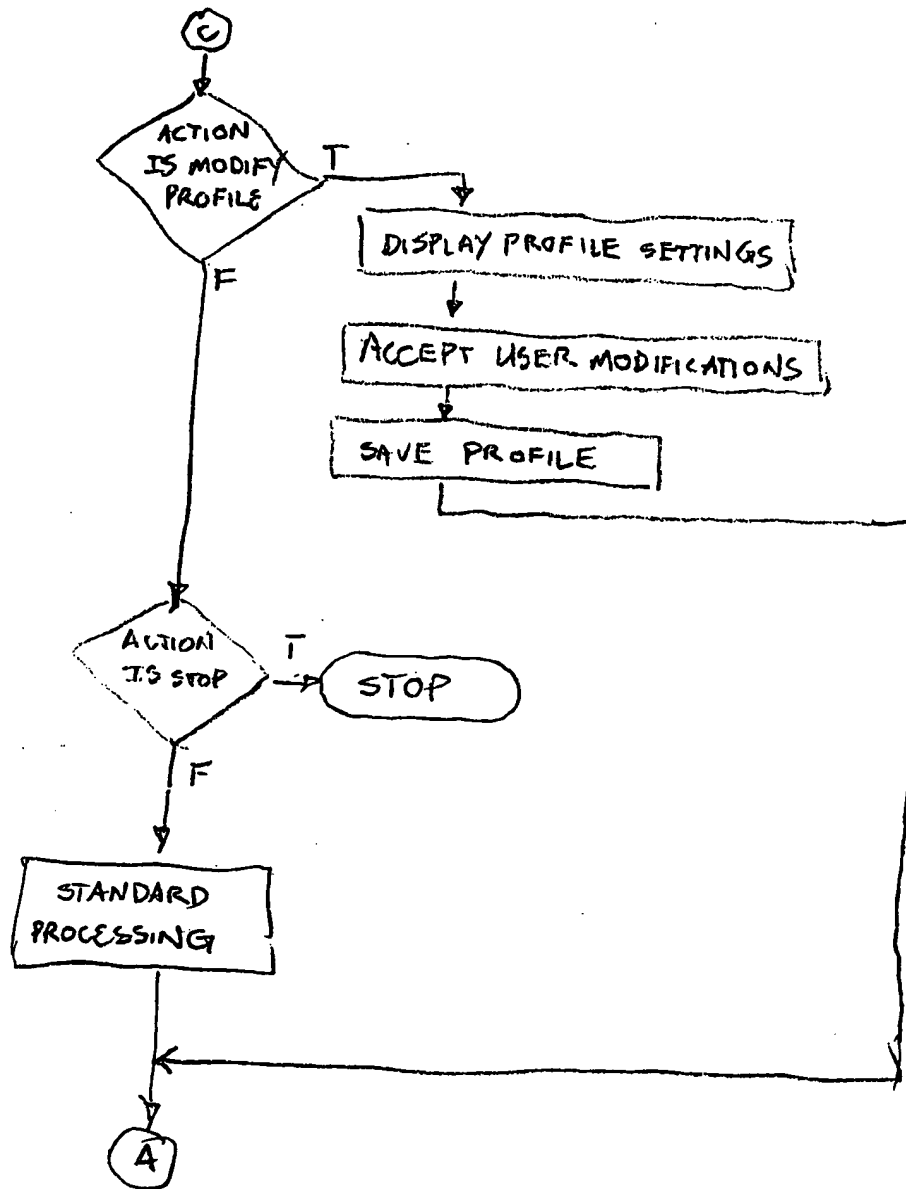 C
ACTION
IS MODIFY
PROFILE
T
F
DISPLAY PROFILE SETTINGS
ACCEPT USER MODIFICATIONS
SAVE PROFILE
ACTION
IS STOP
T
STOP
F
STANDARD
PROCESSING
A